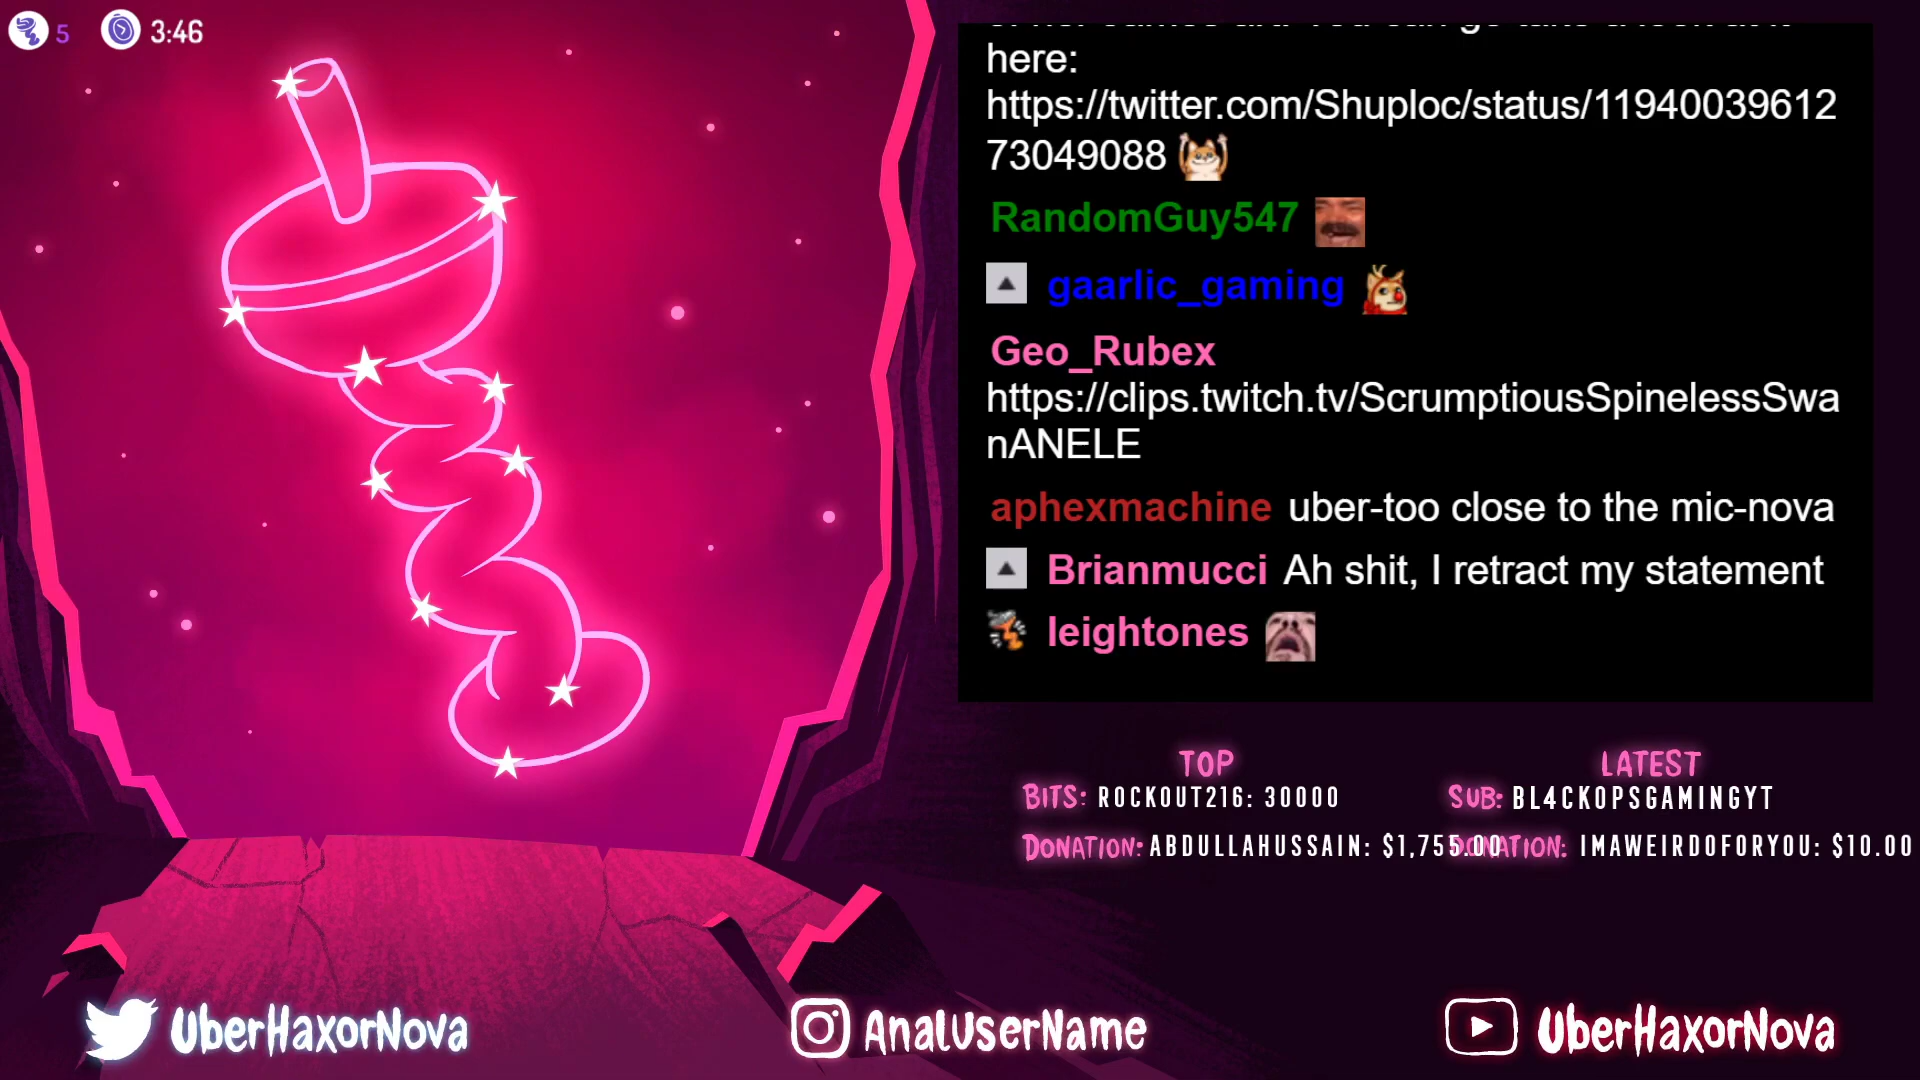 5 3:46
here:
https://twitter.com/Shuploc/status/11940039612
73049088
RandomGuy547
gaarlic_gaming
Geo_Rubex
https://clips.twitch.tv/ScrumptiousSpinelessSwa
nANELE
aphexmachine uber-too close to the mic-nova
Brianmucci Ah shit, I retract my statement
leightones
TOP
BITS: ROCKOUT216: 30000
DONATION: ABDULLAHUSSAIN: $1,755.00
LATEST
SUB: BL4CKOPSGAMINGYT
DONATION: IMAWEIRDOFORYOU: $10.00
UberHaxorNova
AnalUserName
UberHaxorNova